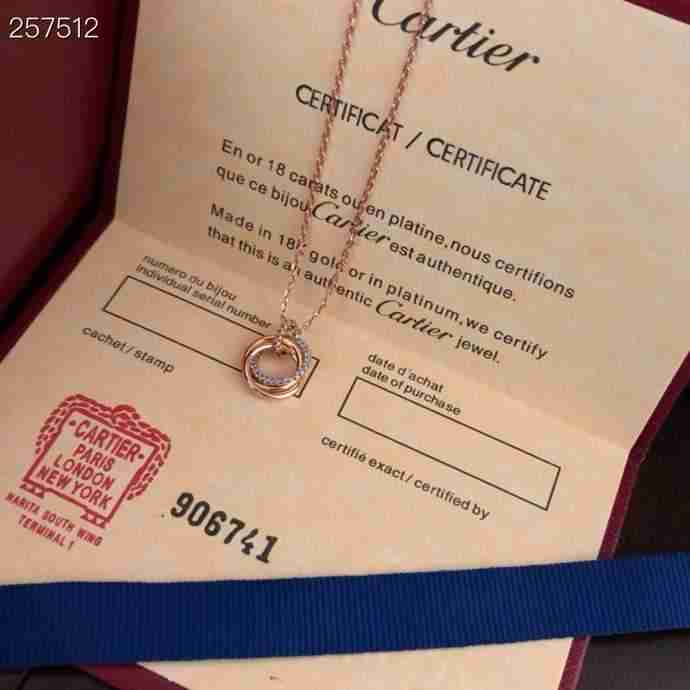 257512
Cartier
CERTIFICAT / CERTIFICATE
En or 18 carats ou en platine, nous certifions
que ce bijou Cartier est authentique.
Made in 18k gold or in platinum, we certify
that this is an authentic Cartier jewel.
numero du bijou
individual serial number
date d'achat
date of purchase
cachet / stamp
certifié exact / certified by
·CARTIER·
PARIS
LONDON
NEW YORK
NARITA SOUTH WING
TERMINAL 1
906741